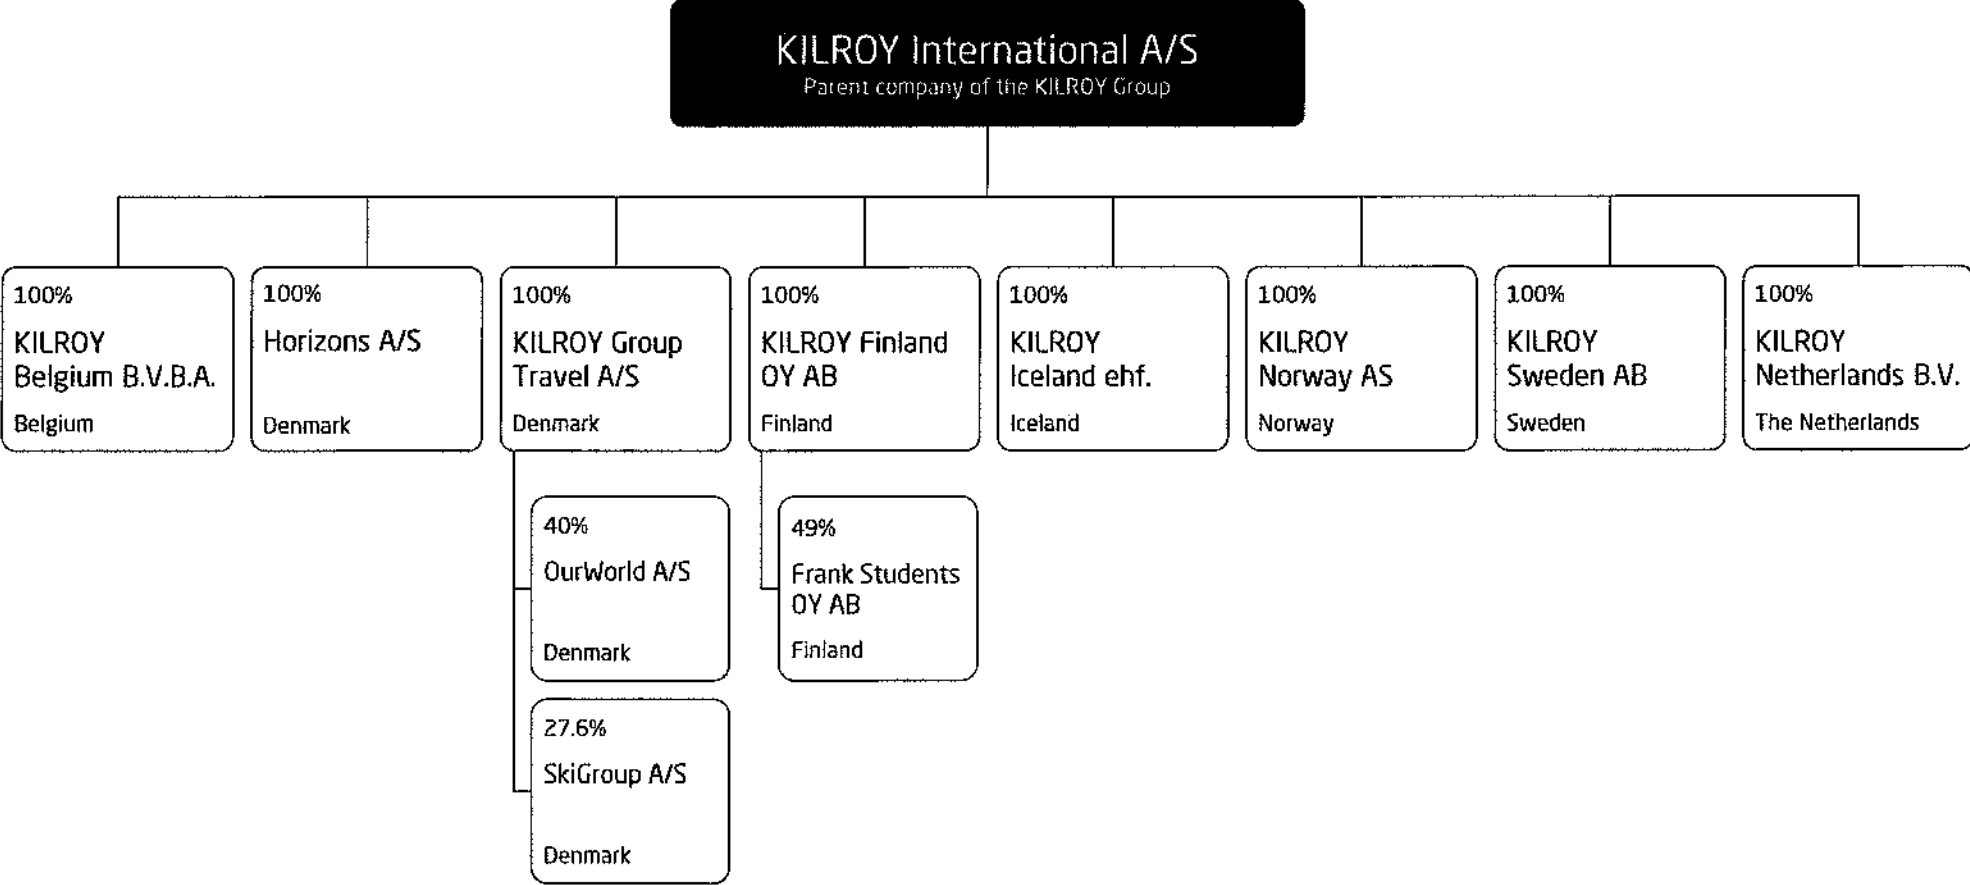 KILROY International A/S
Parent company of the KILROY Group
100%
KILROY
Belgium B.V.B.A.
Belgium
100%
Horizons A/S
Denmark
100%
KILROY Group
Travel A/S
Denmark
100%
KILROY Finland
OY AB
Finland
100%
KILROY
Iceland ehf.
Iceland
100%
KILROY
Norway AS
Norway
100%
KILROY
Sweden AB
Sweden
100%
KILROY
Netherlands B.V.
The Netherlands
40%
OurWorld A/S
Denmark
49%
Frank Students
OY AB
Finland
27.6%
SkiGroup A/S
Denmark